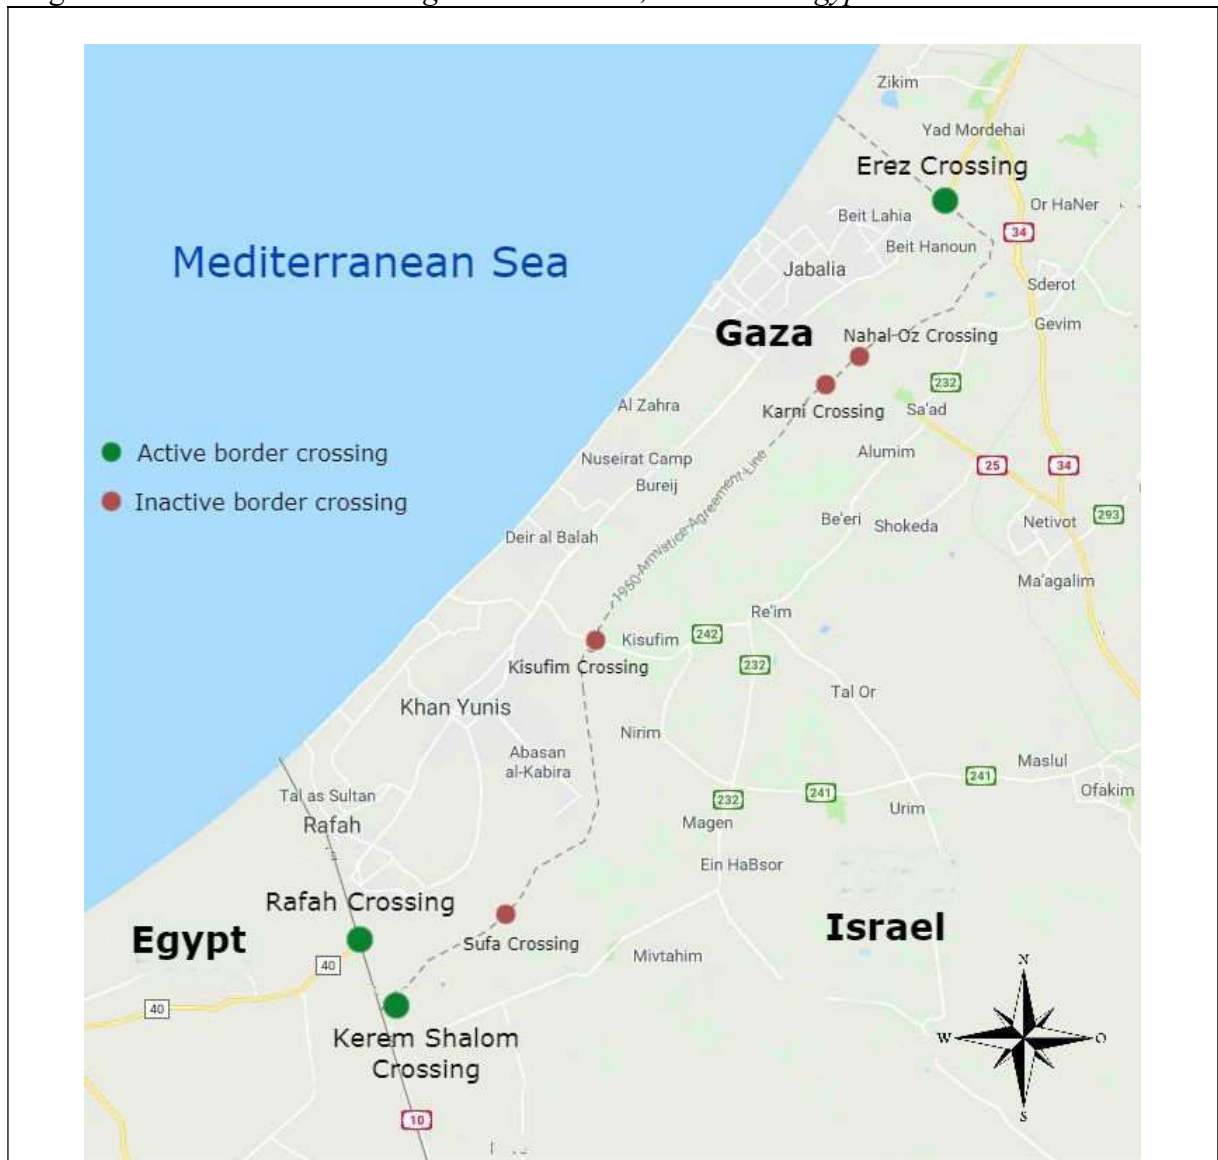 Zikim
Yad Mordehai
Erez Crossing
Or HaNer
Beit Lahia
34
Beit Hanoun
Mediterranean Sea
Jabalia
Sderot
Gevim
Gaza
Nahal Oz Crossing
232
Karni Crossing
Sa'ad
Al Zahra
Active border crossing
Alumim
Nuseirat Camp
25
34
Bureij
Inactive border crossing
1950 Armistice Agreement Line
Be'eri
Shokeda
Netivot
293
Deir al Balah
Ma'agalim
Re'im
Kisufim
242
Kisufim Crossing
232
Tal Or
Khan Yunis
Nirim
Abasan
al-Kabira
Maslul
241
Ofakim
Tal as Sultan
232
241
Urim
Rafah
Magen
Ein HaBsor
Rafah Crossing
Egypt
Israel
Sufa Crossing
Mivtahim
40
N
40
Kerem Shalom
Crossing
W
O
S
10